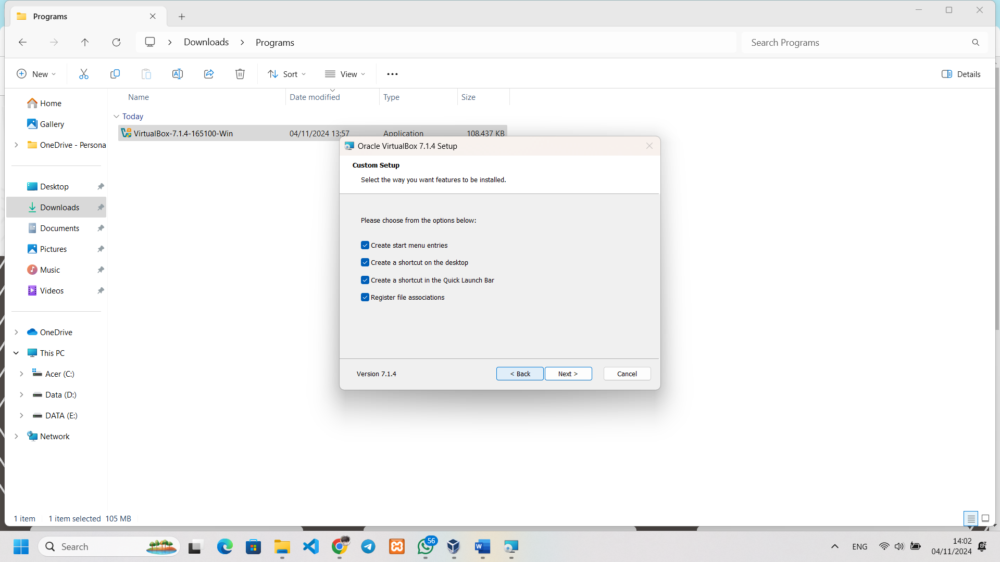 Programs
Downloads
Programs
Search Programs
New
Sort
View
Details
Name
Date modified
Type
Size
Home
Gallery
OneDrive - Persona
Desktop
Downloads
Documents
Pictures
Music
Videos
OneDrive
This PC
Acer (C:)
Data (D:)
DATA (E:)
Network
Today
VirtualBox-7.1.4-165100-Win
04/11/2024 13:57
Application
108.437 KB
Oracle VirtualBox 7.1.4 Setup
Custom Setup
Select the way you want features to be installed.
Please choose from the options below:
Create start menu entries
Create a shortcut on the desktop
Create a shortcut in the Quick Launch Bar
Register file associations
Version 7.1.4
< Back
Next >
Cancel
1 item
1 item selected
105 MB
Search
56
ENG
14:02
04/11/2024